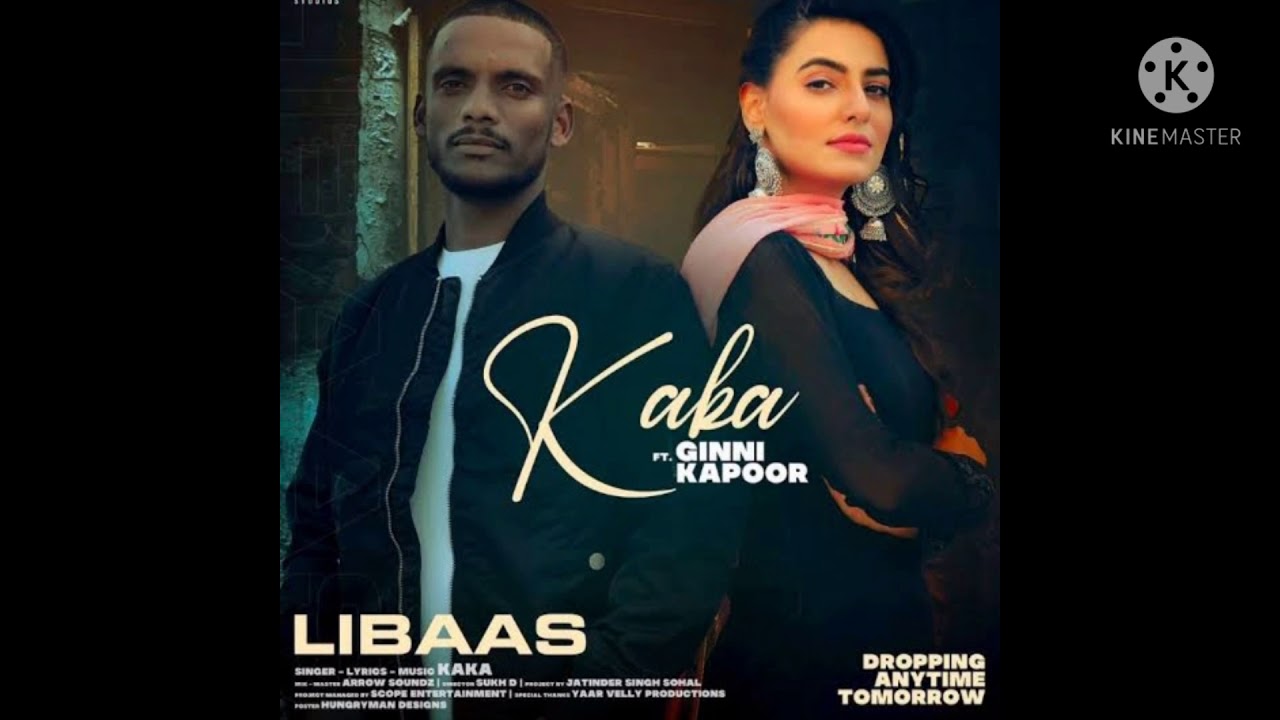 STUDIOS
K
KINEMASTER
Kaka
FT. GINNI
KAPOOR
LIBAAS
SINGER - LYRICS - MUSIC KAKA
MIX - MASTER ARROW SOUNDZ | DIRECTOR SUKH D | PROJECT BY JATINDER SINGH SOHAL
PROJECT MANAGED BY SCOPE ENTERTAINMENT | SPECIAL THANKS YAAR VELLY PRODUCTIONS
POSTER HUNGRYMAN DESIGNS
DROPPING
ANYTIME
TOMORROW